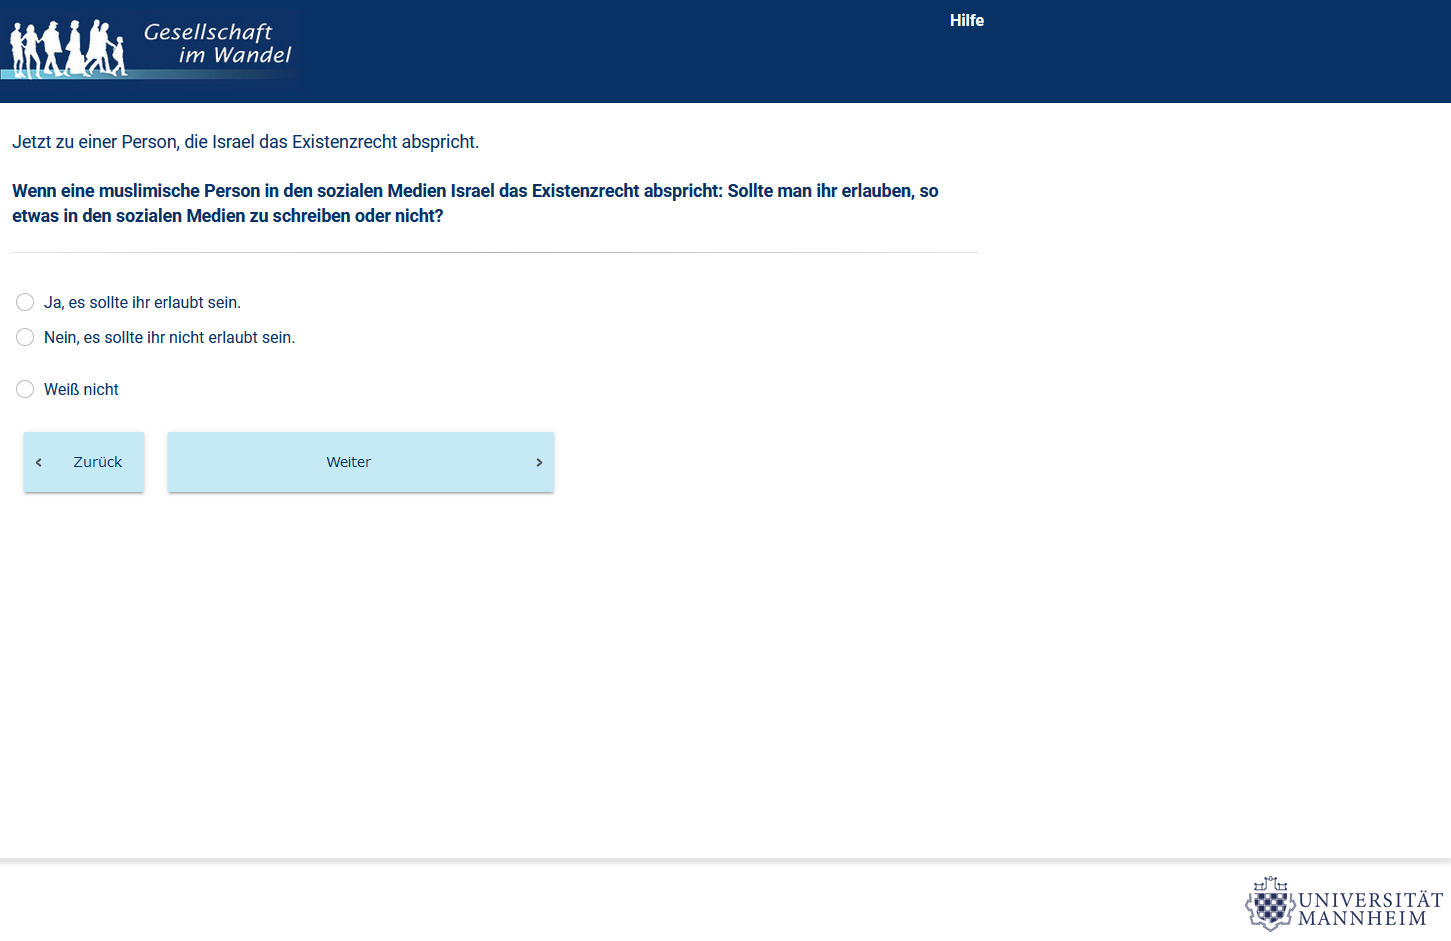 Gesellschaft
im Wandel
Hilfe
Jetzt zu einer Person, die Israel das Existenzrecht abspricht.
Wenn eine muslimische Person in den sozialen Medien Israel das Existenzrecht abspricht: Sollte man ihr erlauben, so
etwas in den sozialen Medien zu schreiben oder nicht?
Ja, es sollte ihr erlaubt sein.
Nein, es sollte ihr nicht erlaubt sein.
Weiß nicht
Zurück
Weiter
UNIVERSITÄT
MANNHEIM